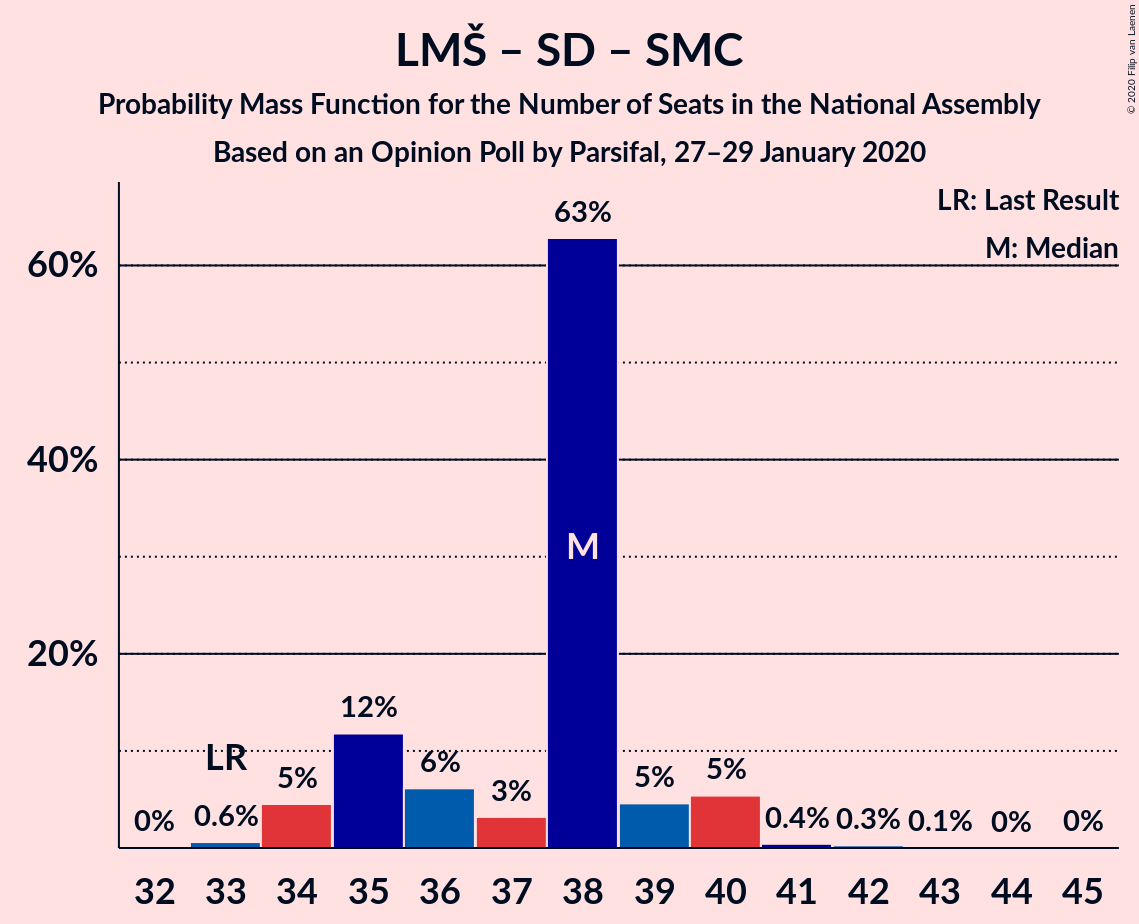 LMŠ – SD – SMC
Probability Mass Function for the Number of Seats in the National Assembly
Based on an Opinion Poll by Parsifal, 27–29 January 2020
© 2020 Filip van Laenen
LR: Last Result
M: Median
60%
40%
20%
63%
M
12%
LR
0%
0.6%
5%
6%
3%
5%
5%
0.4%
0.3%
0.1%
0%
0%
32 33 34 35 36 37 38 39 40 41 42 43 44 45